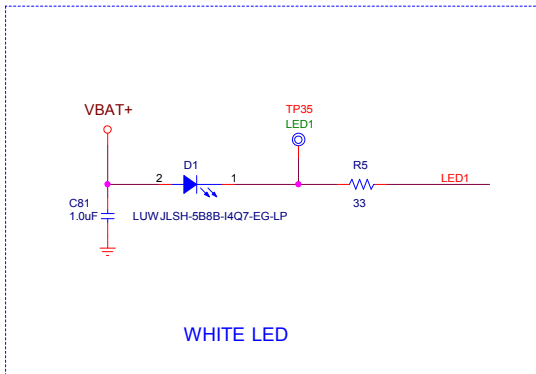 VBAT+
TP35
LED1
D1
R5
2
1
LED1
C81
1.0uF
LUWJLSH-5B8B-I4Q7-EG-LP
33
WHITE LED